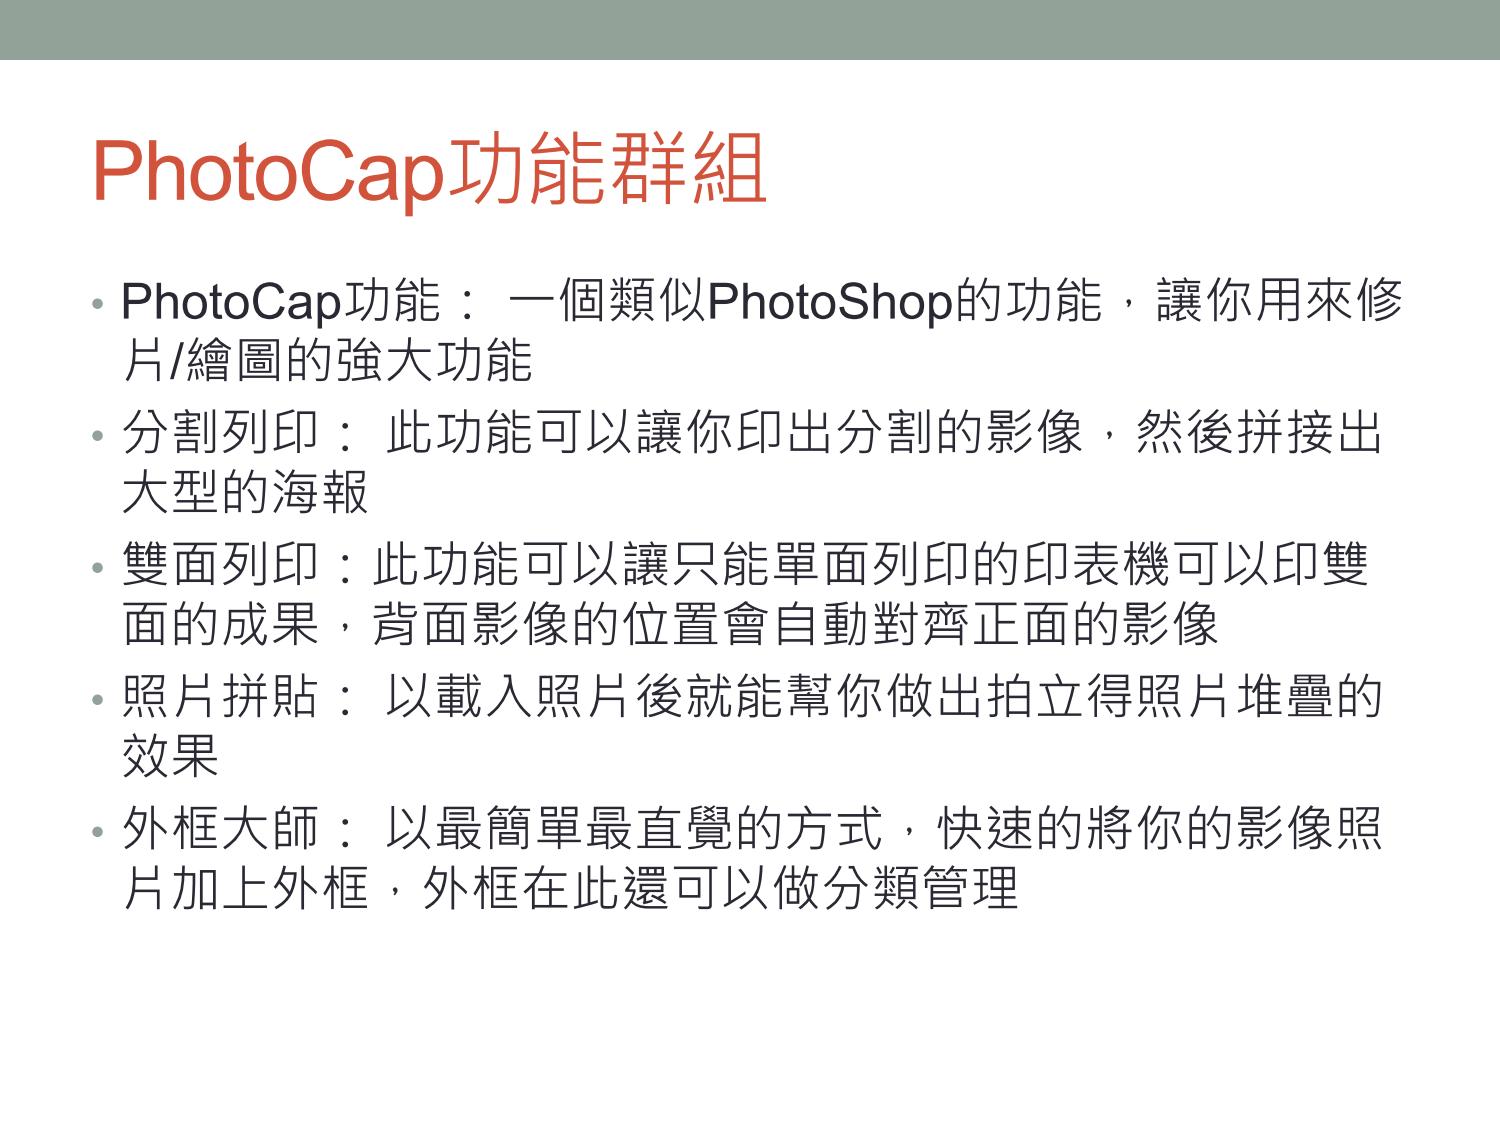 PhotoCap功能群組
• PhotoCap功能： 一個類似PhotoShop的功能，讓你用來修
片/繪圖的強大功能
• 分割列印： 此功能可以讓你印出分割的影像，然後拼接出
大型的海報
• 雙面列印：此功能可以讓只能單面列印的印表機可以印雙
面的成果，背面影像的位置會自動對齊正面的影像
• 照片拼貼： 以載入照片後就能幫你做出拍立得照片堆疊的
效果
• 外框大師： 以最簡單最直覺的方式，快速的將你的影像照
片加上外框，外框在此還可以做分類管理